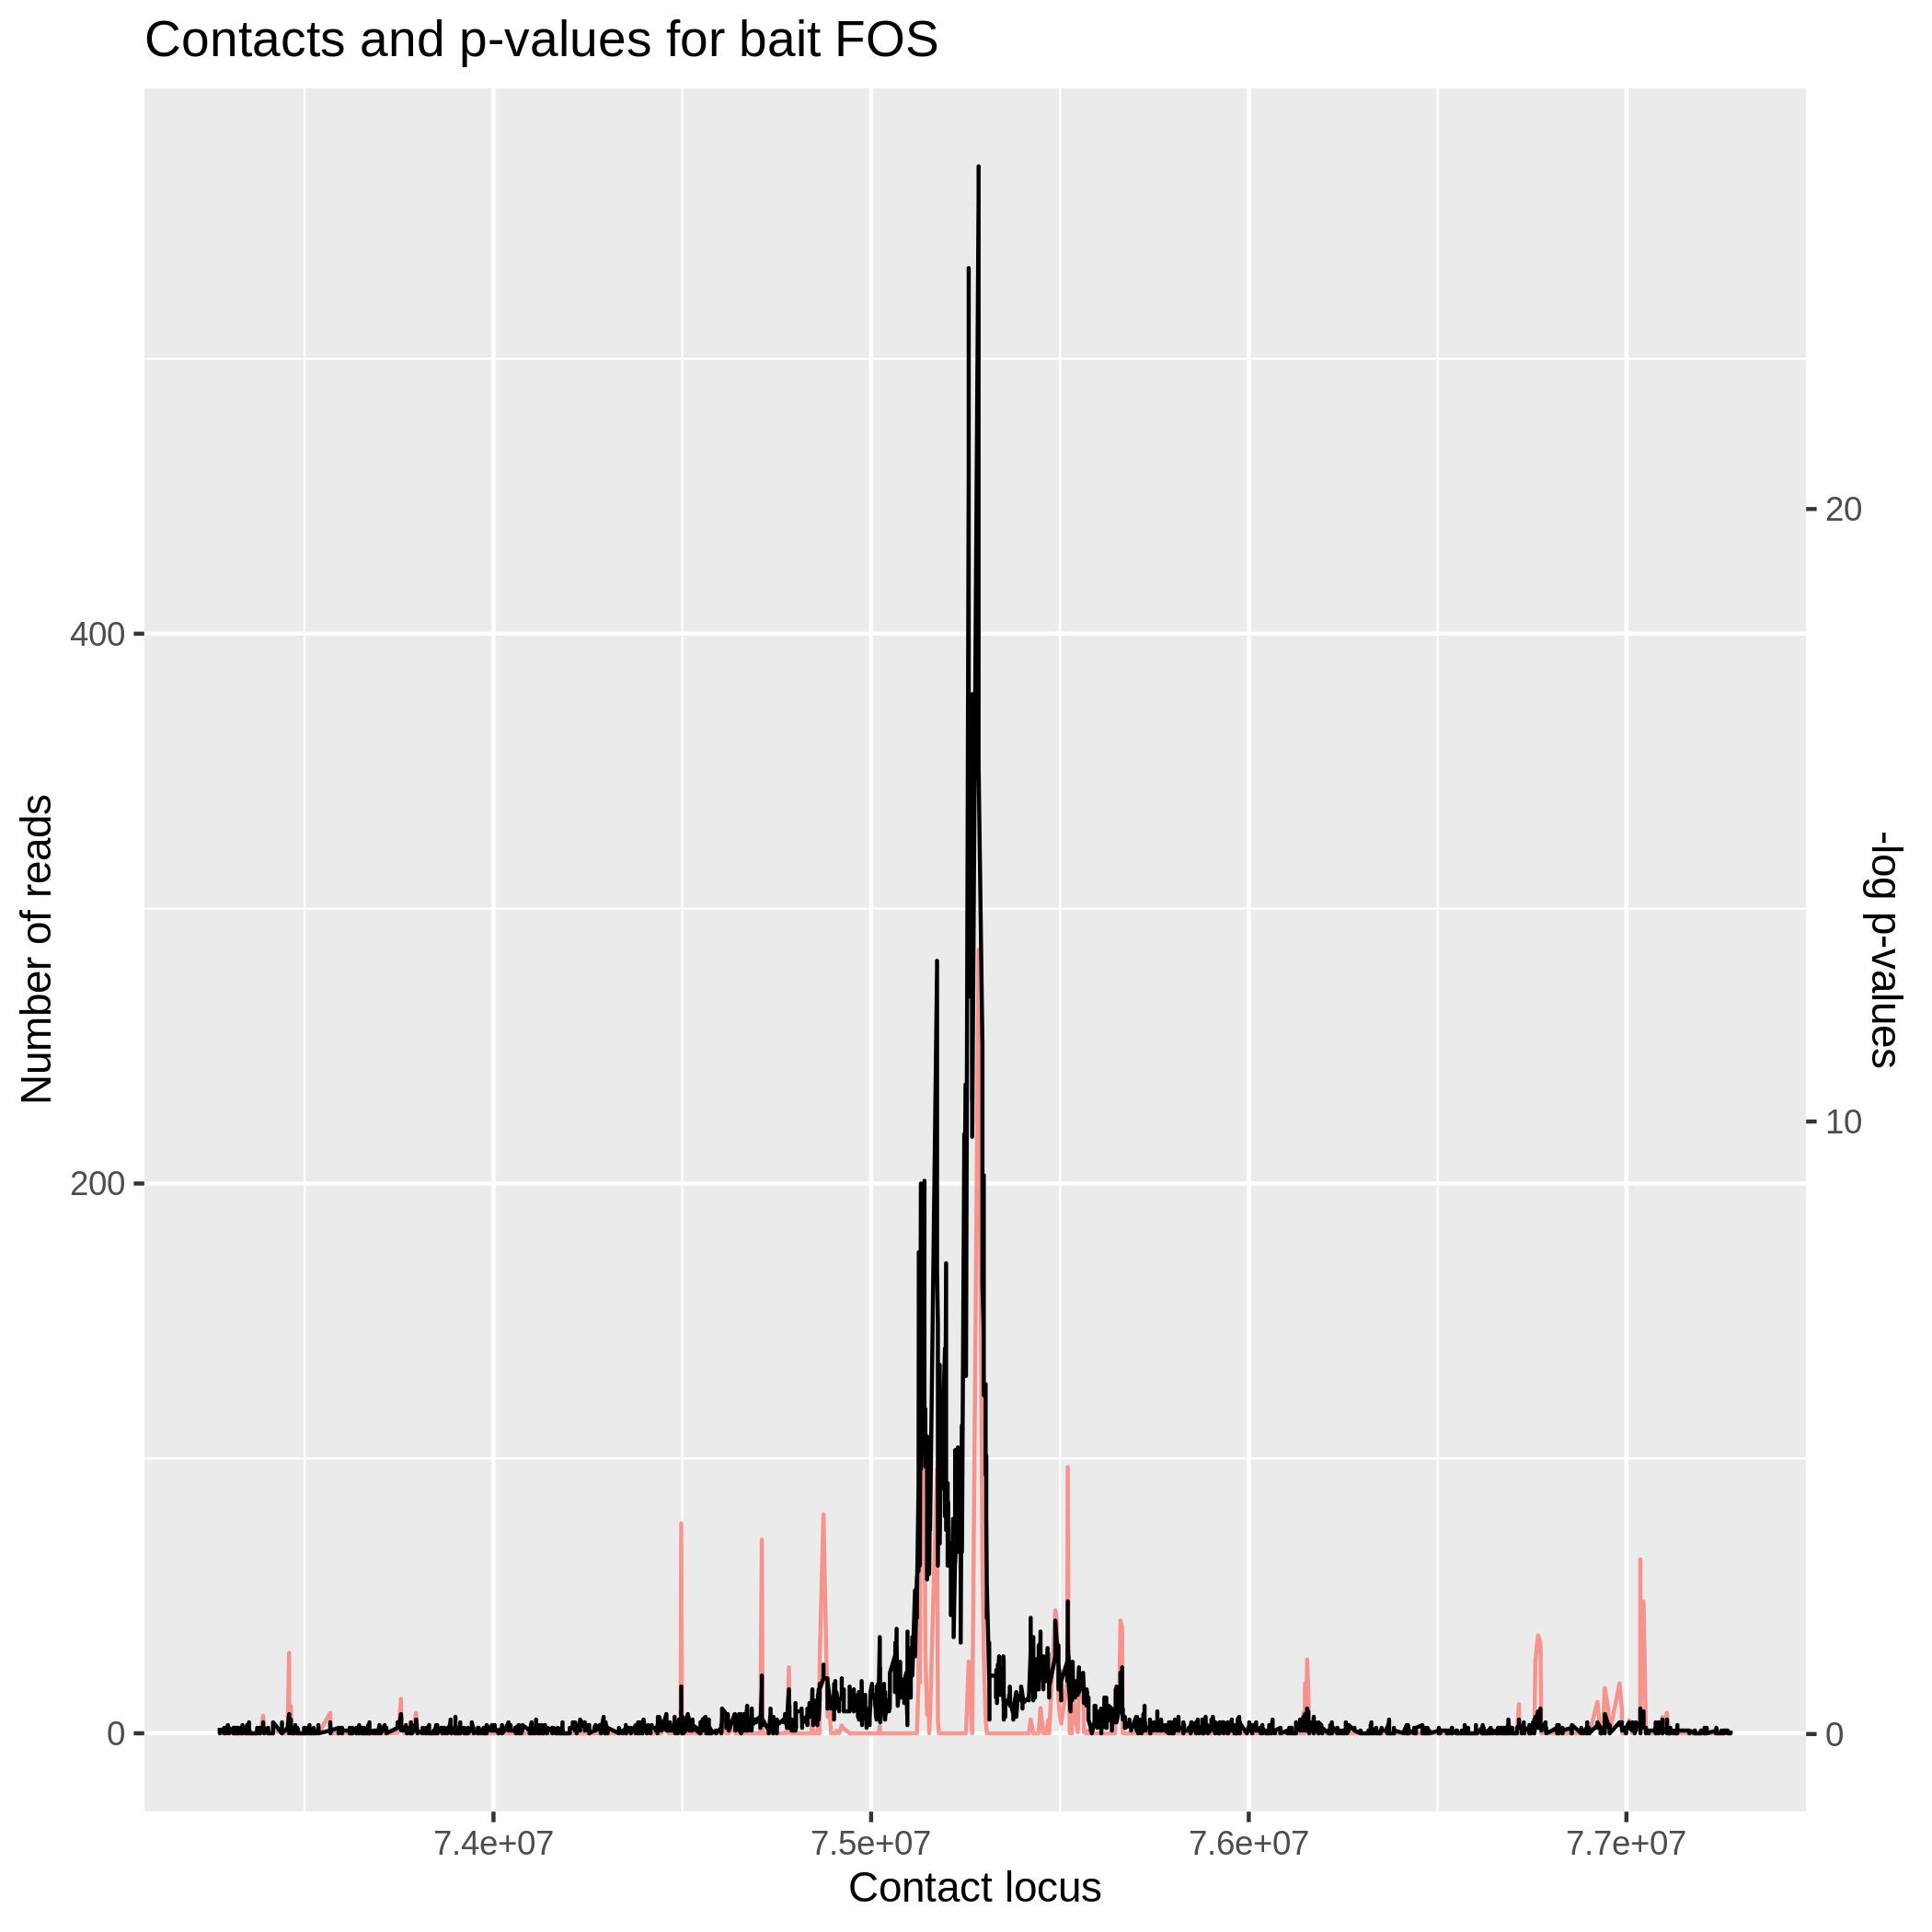 Contacts and p-values for bait FOS
Number of reads
400
200
0
20
10
0
-log p-values
7.4e+07
7.5e+07
7.6e+07
7.7e+07
Contact locus